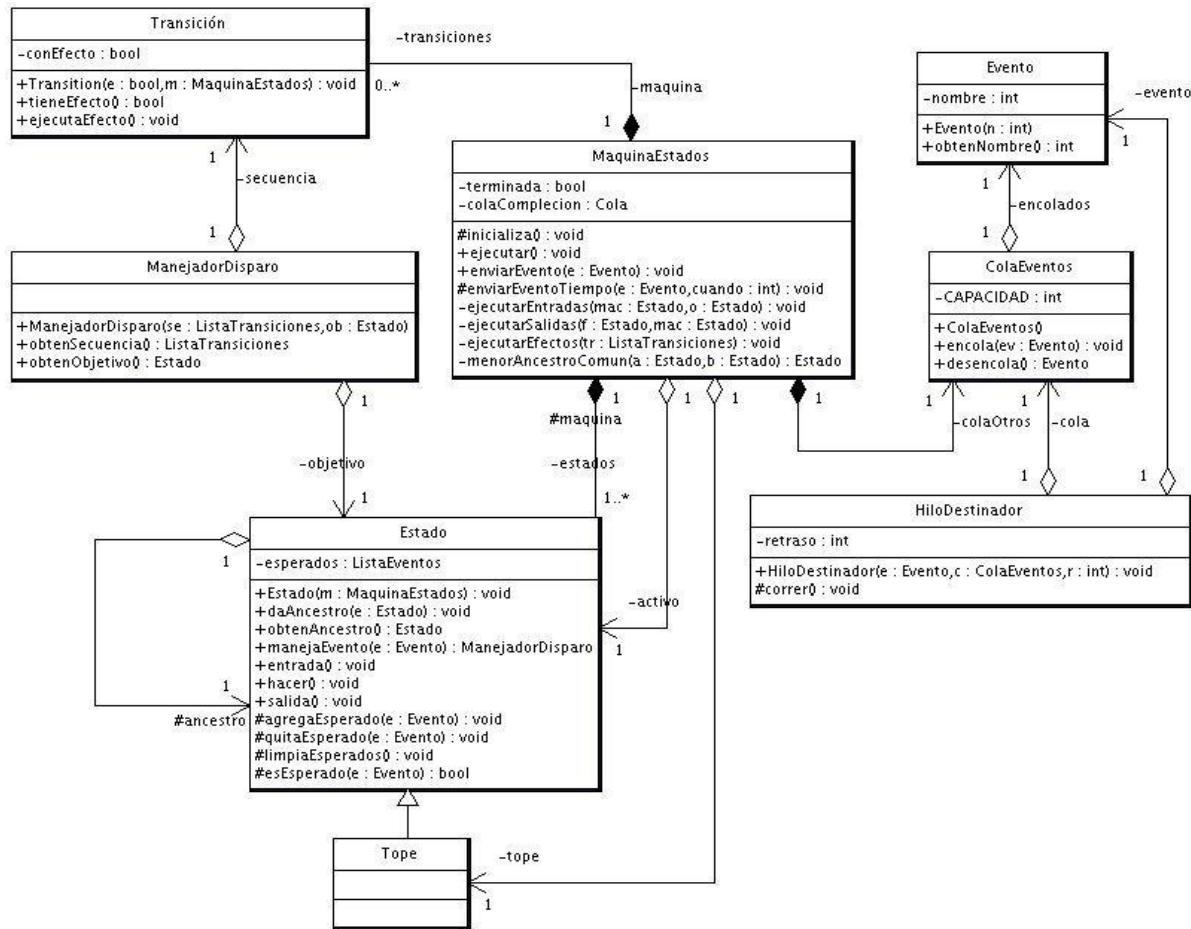 Transición
-conEfecto : bool
+Transition(e : bool,m : MaquinaEstados) : void
+tieneEfecto() : bool
+ejecutaEfecto() : void
-transiciones
0..*
-maquina
1
Evento
-nombre : int
+Evento(n : int)
+obtenNombre() : int
-evento
1
1
-secuencia
1
MaquinaEstados
-terminada : bool
-colaComplecion : Cola
#inicializa() : void
+ejecutar() : void
+enviarEvento(e : Evento) : void
#enviarEventoTiempo(e : Evento,cuando : int) : void
-ejecutarEntradas(mac : Estado,o : Estado) : void
-ejecutarSalidas(f : Estado,mac : Estado) : void
-ejecutarEfectos(tr : ListaTransiciones) : void
-menorAncestroComun(a : Estado,b : Estado) : Estado
1
-encolados
1
ManejadorDisparo
+ManejadorDisparo(se : ListaTransiciones,ob : Estado)
+obtenSecuencia() : ListaTransiciones
+obtenObjetivo() : Estado
ColaEventos
-CAPACIDAD : int
+ColaEventos()
+encola(ev : Evento) : void
+desencola() : Evento
1
1
1
1
1
1
1
#maquina
-colaOtros
-cola
-objetivo
-estados
1
1
1
1..*
HiloDestinador
-retraso : int
+HiloDestinador(e : Evento,c : ColaEventos,r : int) : void
#correr() : void
Estado
-esperados : ListaEventos
+Estado(m : MaquinaEstados) : void
+daAncestro(e : Estado) : void
+obtenAncestro() : Estado
+manejaEvento(e : Evento) : ManejadorDisparo
+entrada() : void
+hacer() : void
+salida() : void
#agregaEsperado(e : Evento) : void
#quitaEsperado(e : Evento) : void
#limpiaEsperados() : void
#esEsperado(e : Evento) : bool
1
-activo
1
1
#ancestro
Tope
-tope
1